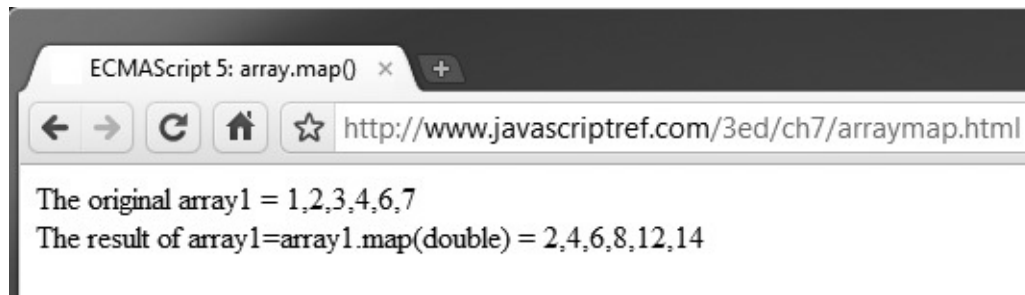 ECMAScript 5: array.map() × +
http://www.javascriptref.com/3ed/ch7/arraymap.html
The original array1 = 1,2,3,4,6,7
The result of array1=array1.map(double) = 2,4,6,8,12,14